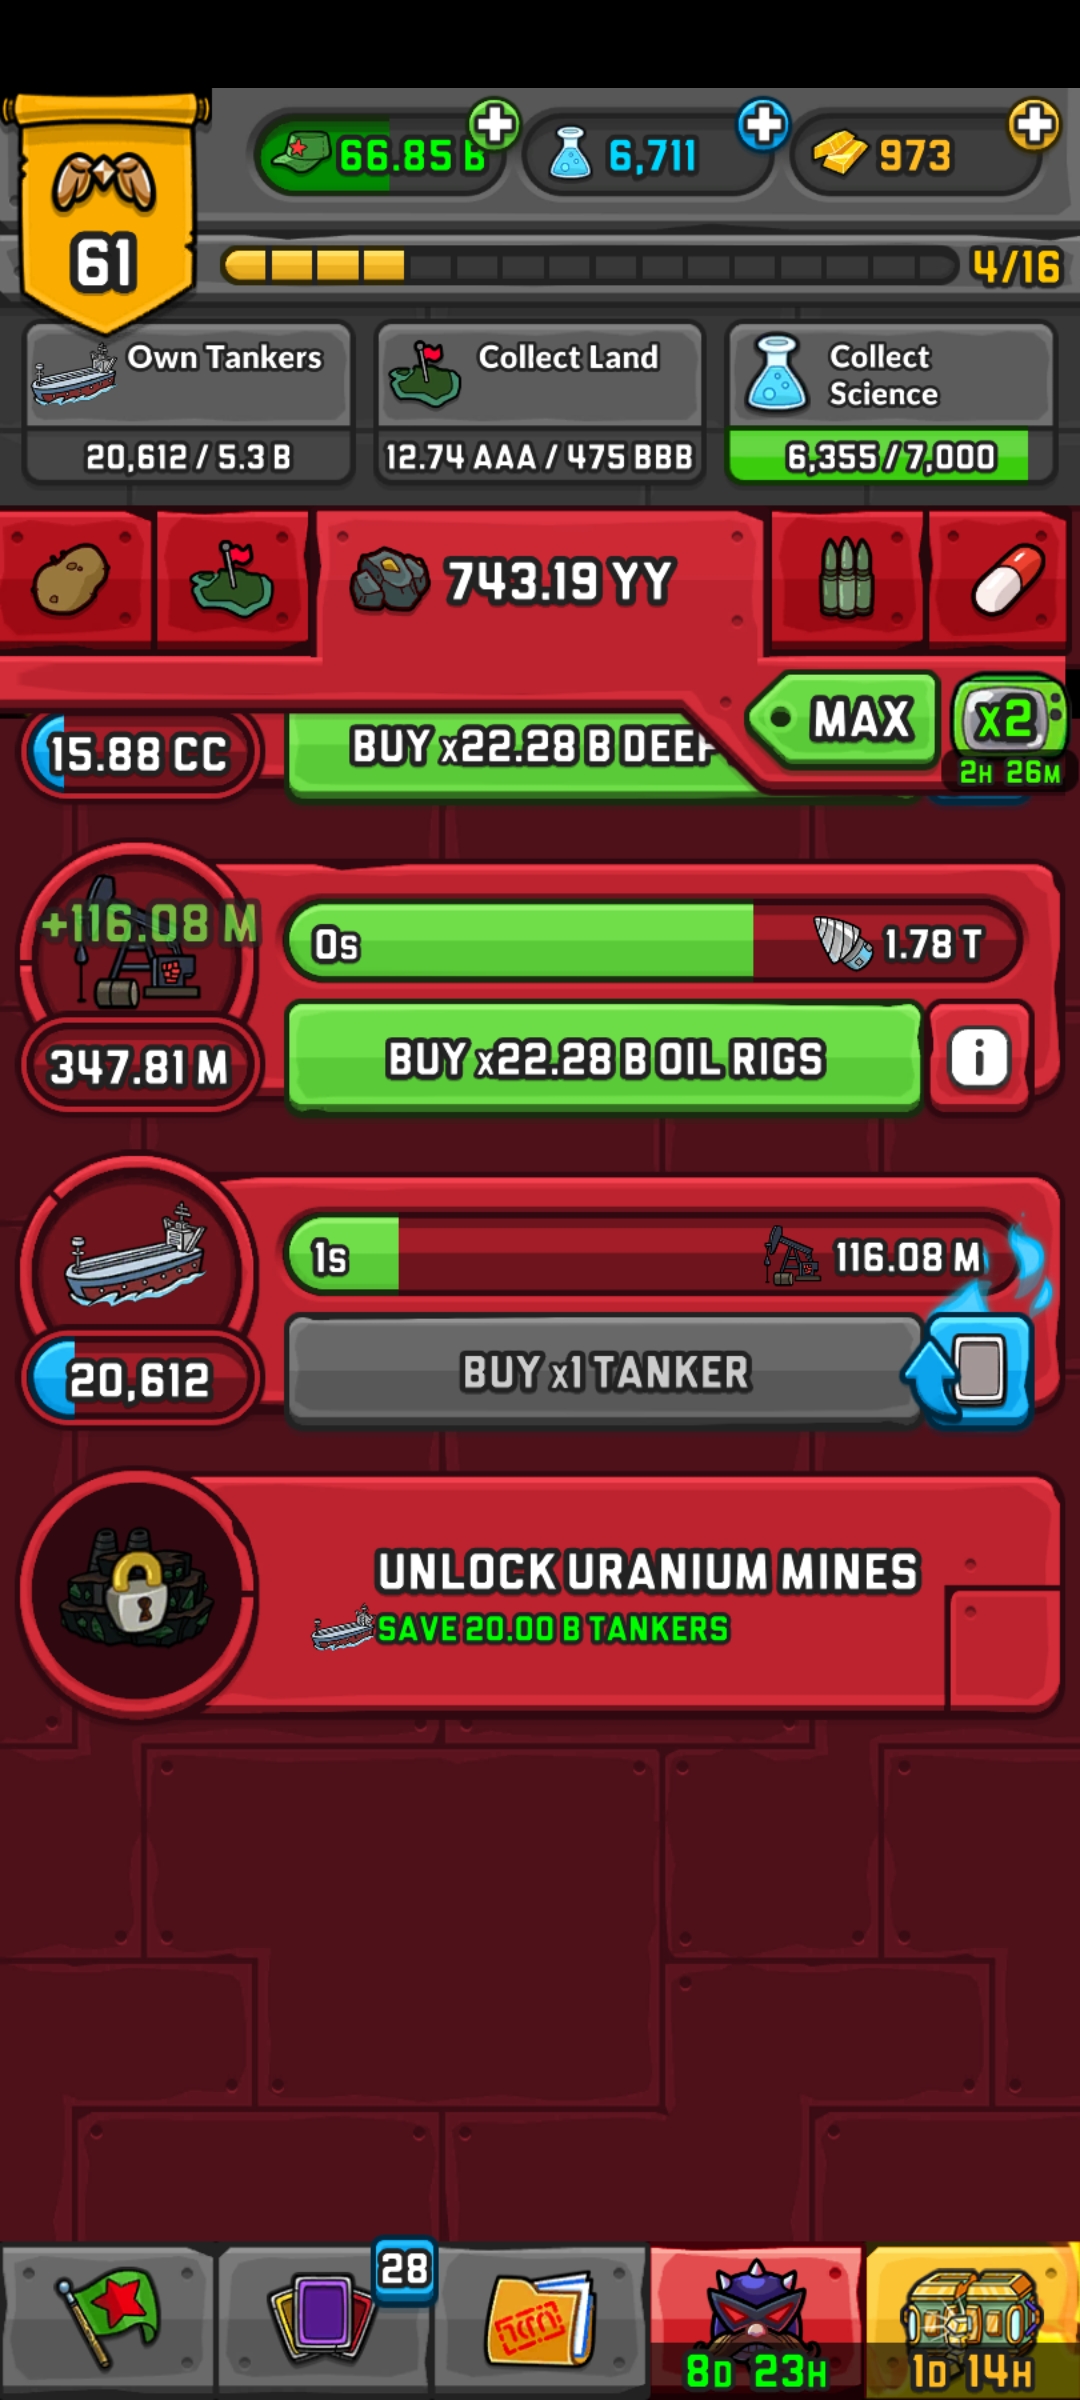 66.85 B
6,711
973
61
4/16
Own Tankers
20,612 / 5.3 B
Collect Land
12.74 AAA / 475 BBB
Collect
Science
6,355 / 7,000
743.19 YY
MAX
x2
2H 26M
15.88 CC
BUY x22.28 B DEEP
+116.08 M
0s
1.78 T
347.81 M
BUY x22.28 B OIL RIGS
i
1s
116.08 M
20,612
BUY x1 TANKER
UNLOCK URANIUM MINES
SAVE 20.00 B TANKERS
28
8D 23H
1D 14H